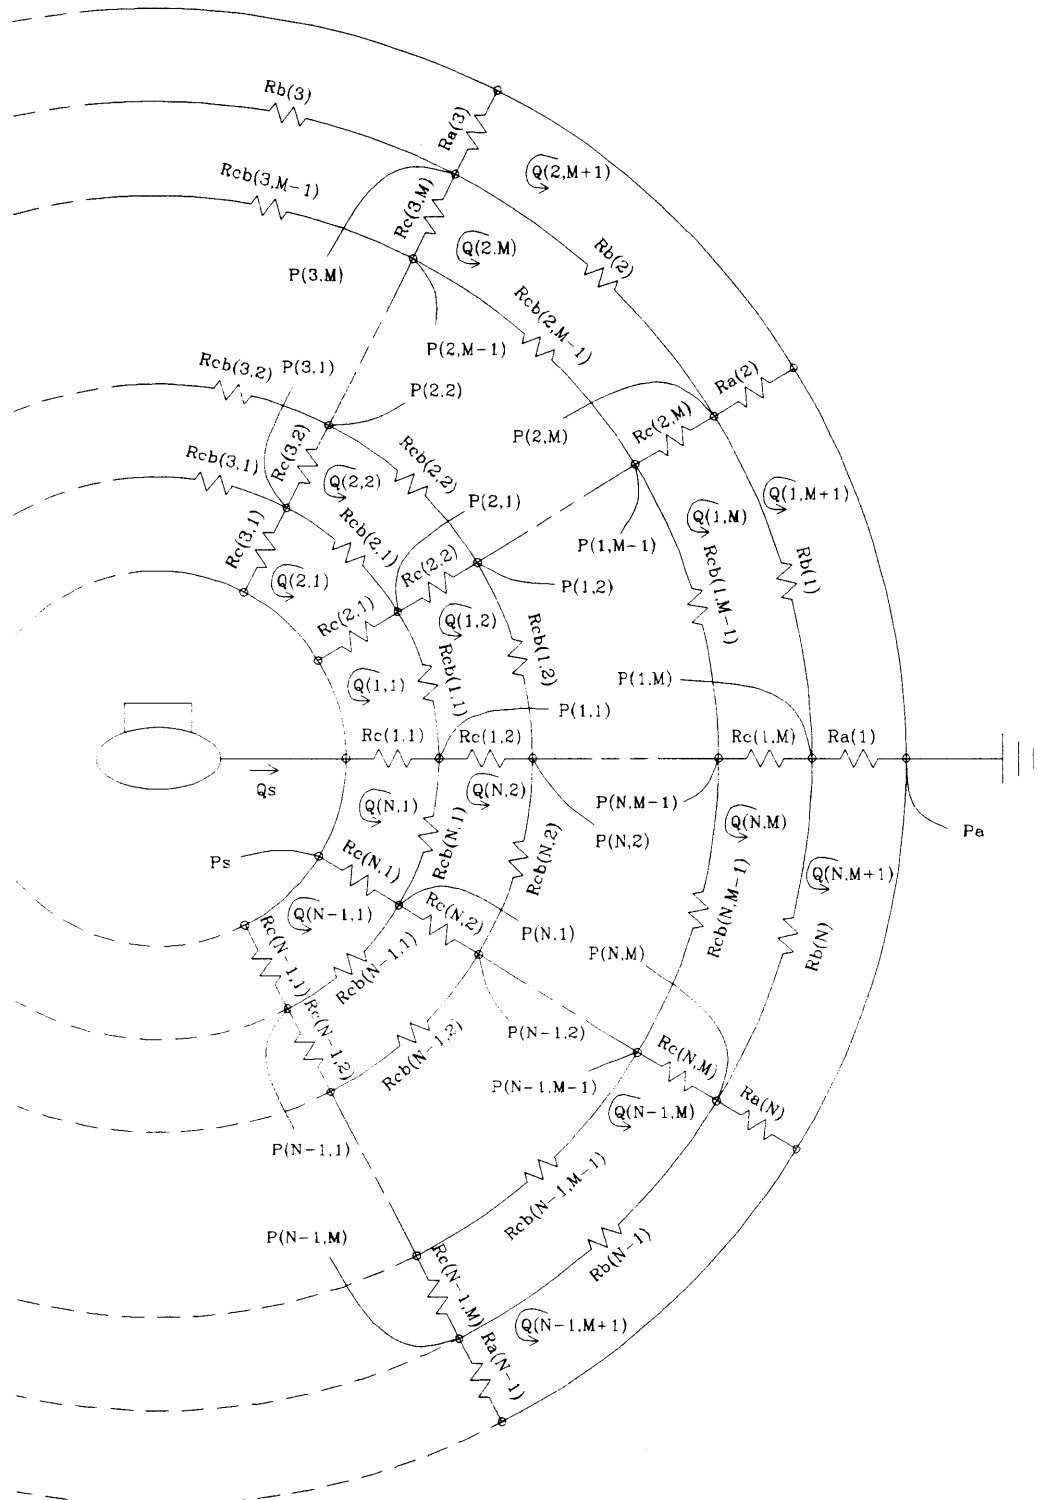 Rb(3)
Ra(3)
Q(2,M+1)
Rcb(3,M-1)
Rc(3,M)
Q(2.M)
Rb(2)
P(3,M)
Rcb(2,M-1)
P(2,M-1)
Rcb(3,2)
P(3,1)
P(2.2)
Ra(2)
P(2,M)
Rc(2,M)
Rcb(3,1)
Rc(3,2)
Rcb(2,2)
Q(2,2)
P(2,1)
Q(1,M+1)
Q(1,M)
Rc(3,1)
Rcb(2,1)
P(1,M-1)
Rcb(1,M-1)
Rb(1)
Q(2.1)
Rc(2.2)
P(1,2)
Rc(2,1)
Q(1,2)
Rcb(1.2)
Q(1,1)
Rcb(1,1)
P(1.M)
P(1,1)
Rc(1,1)
Rc(1,2)
Rc(1,M)
Ra(1)
Qs
Q(N,1)
Q(N,2)
P(N,M-1)
Q(N,M)
Pa
P(N,2)
Rcb(N,1)
Rcb(N,2)
Ps
Rc(N,1)
Q(N,M+1)
Rcb(N,M-1)
Q(N-1,1)
Rc(N,2)
P(N,1)
Rb(N)
P(N,M)
Rc(N-1,1)
Rcb(N-1,1)
Rc(N-1,2)
Rcb(N-1,2)
P(N-1,2)
Rc(N,M)
P(N-1,M-1)
Q(N-1,M)
Ra(N)
P(N-1,1)
Rcb(N-1,M-1)
P(N-1,M)
Rc(N-1,M)
Rb(N-1)
Q(N-1,M+1)
Ra(N-1)